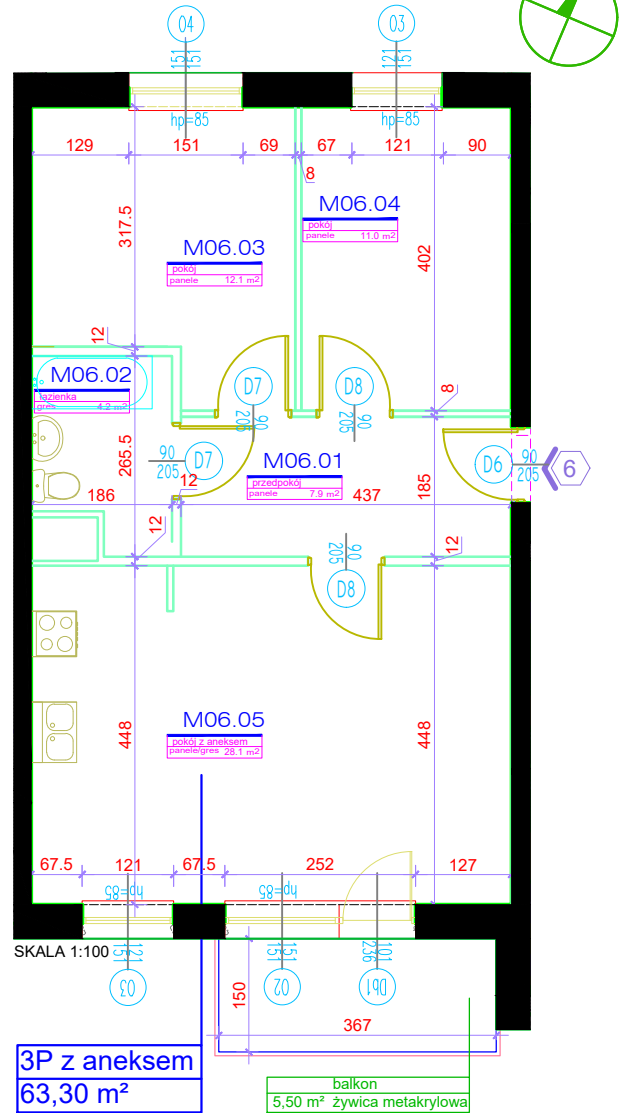 04
03
151
151
121
151
hp=85
hp=85
129
151
69
67
121
90
8
M06.04
pokój
panele 11.0 m²
317.5
M06.03
pokój
panele 12.1 m²
402
12
M06.02
łazienka
gres 4.2 m²
D7
90
205
D8
90
205
8
265.5
90
205
D7
M06.01
przedpokój
panele 7.9 m²
D6
90
205
6
186
12
437
185
12
12
90
205
D8
448
M06.05
pokój z aneksem
panele/gres 28.1 m²
448
67.5
121
67.5
252
127
hp=85
hp=85
SKALA 1:100
121
151
151
151
101
236
03
02
Db1
150
367
3P z aneksem
63,30 m²
balkon
5,50 m² żywica metakrylowa